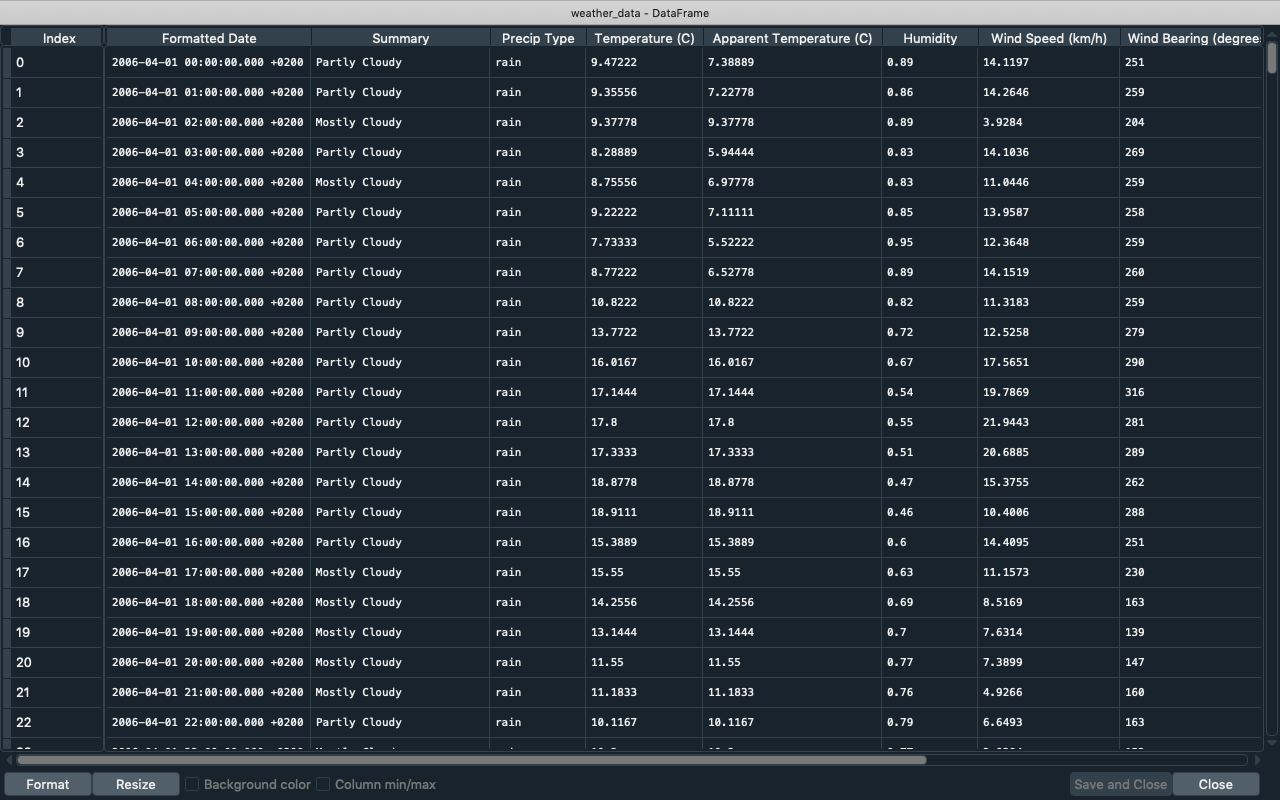 weather_data - DataFrame
Index Formatted Date Summary Precip Type Temperature (C) Apparent Temperature (C) Humidity Wind Speed (km/h) Wind Bearing (degree
0 2006-04-01 00:00:00.000 +0200 Partly Cloudy rain 9.47222 7.38889 0.89 14.1197 251
1 2006-04-01 01:00:00.000 +0200 Partly Cloudy rain 9.35556 7.22778 0.86 14.2646 259
2 2006-04-01 02:00:00.000 +0200 Mostly Cloudy rain 9.37778 9.37778 0.89 3.9284 204
3 2006-04-01 03:00:00.000 +0200 Partly Cloudy rain 8.28889 5.94444 0.83 14.1036 269
4 2006-04-01 04:00:00.000 +0200 Mostly Cloudy rain 8.75556 6.97778 0.83 11.0446 259
5 2006-04-01 05:00:00.000 +0200 Partly Cloudy rain 9.22222 7.11111 0.85 13.9587 258
6 2006-04-01 06:00:00.000 +0200 Partly Cloudy rain 7.73333 5.52222 0.95 12.3648 259
7 2006-04-01 07:00:00.000 +0200 Partly Cloudy rain 8.77222 6.52778 0.89 14.1519 260
8 2006-04-01 08:00:00.000 +0200 Partly Cloudy rain 10.8222 10.8222 0.82 11.3183 259
9 2006-04-01 09:00:00.000 +0200 Partly Cloudy rain 13.7722 13.7722 0.72 12.5258 279
10 2006-04-01 10:00:00.000 +0200 Partly Cloudy rain 16.0167 16.0167 0.67 17.5651 290
11 2006-04-01 11:00:00.000 +0200 Partly Cloudy rain 17.1444 17.1444 0.54 19.7869 316
12 2006-04-01 12:00:00.000 +0200 Partly Cloudy rain 17.8 17.8 0.55 21.9443 281
13 2006-04-01 13:00:00.000 +0200 Partly Cloudy rain 17.3333 17.3333 0.51 20.6885 289
14 2006-04-01 14:00:00.000 +0200 Partly Cloudy rain 18.8778 18.8778 0.47 15.3755 262
15 2006-04-01 15:00:00.000 +0200 Partly Cloudy rain 18.9111 18.9111 0.46 10.4006 288
16 2006-04-01 16:00:00.000 +0200 Partly Cloudy rain 15.3889 15.3889 0.6 14.4095 251
17 2006-04-01 17:00:00.000 +0200 Mostly Cloudy rain 15.55 15.55 0.63 11.1573 230
18 2006-04-01 18:00:00.000 +0200 Mostly Cloudy rain 14.2556 14.2556 0.69 8.5169 163
19 2006-04-01 19:00:00.000 +0200 Mostly Cloudy rain 13.1444 13.1444 0.7 7.6314 139
20 2006-04-01 20:00:00.000 +0200 Mostly Cloudy rain 11.55 11.55 0.77 7.3899 147
21 2006-04-01 21:00:00.000 +0200 Mostly Cloudy rain 11.1833 11.1833 0.76 4.9266 160
22 2006-04-01 22:00:00.000 +0200 Partly Cloudy rain 10.1167 10.1167 0.79 6.6493 163
Format Resize Background color Column min/max Save and Close Close